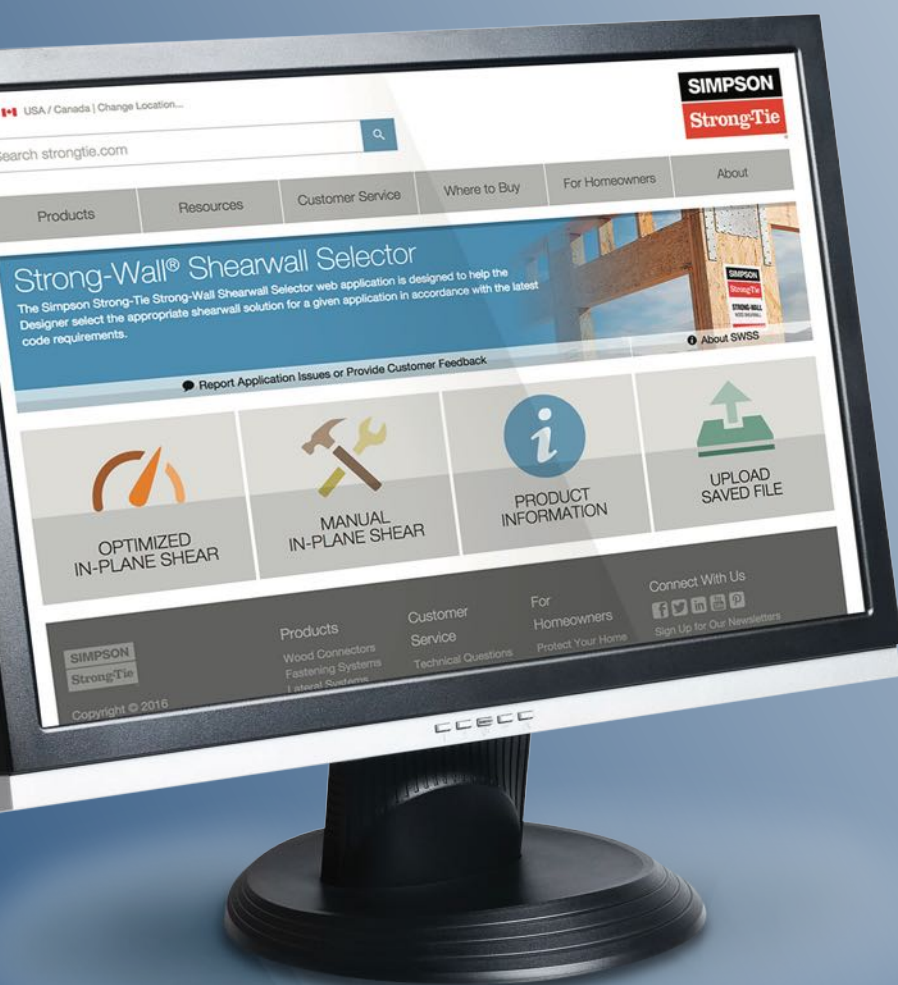 USA / Canada | Change Location...
SIMPSON
Strong-Tie
Search strongtie.com
Products
Resources
Customer Service
Where to Buy
For Homeowners
About
Strong-Wall® Shearwall Selector
The Simpson Strong-Tie Strong-Wall Shearwall Selector web application is designed to help the
Designer select the appropriate shearwall solution for a given application in accordance with the latest
code requirements.
SIMPSON
Strong-Tie
STRONG-WALL
WOOD SHEARWALL
Report Application Issues or Provide Customer Feedback
About SWSS
OPTIMIZED
IN-PLANE SHEAR
MANUAL
IN-PLANE SHEAR
PRODUCT
INFORMATION
UPLOAD
SAVED FILE
SIMPSON
Strong-Tie
Copyright © 2016
Products
Wood Connectors
Fastening Systems
Lateral Systems
Customer
Service
Technical Questions
For
Homeowners
Protect Your Home
Connect With Us
Sign Up for Our Newsletters